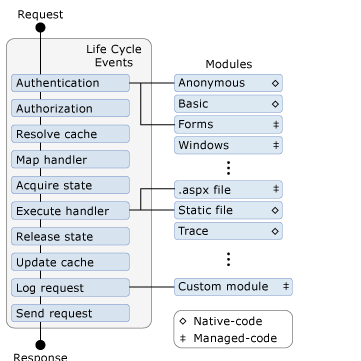 Request
Life Cycle
Events
Authentication
Authorization
Resolve cache
Map handler
Acquire state
Execute handler
Release state
Update cache
Log request
Send request
Response
Modules
Anonymous
Basic
Forms ‡
Windows ‡
.aspx file ‡
Static file
Trace
Custom module ‡
Native-code
‡ Managed-code